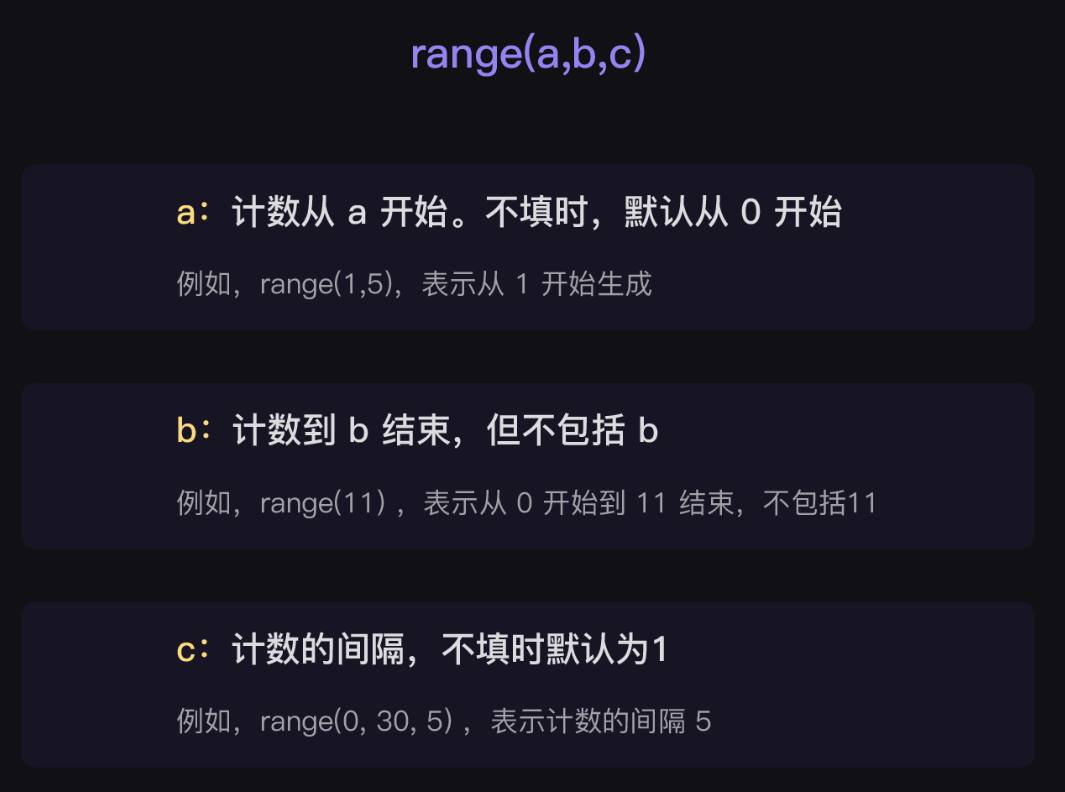 range(a,b,c)
a：计数从 a 开始。不填时，默认从 0 开始
例如，range(1,5)，表示从 1 开始生成
b：计数到 b 结束，但不包括 b
例如，range(11) ，表示从 0 开始到 11 结束，不包括11
c：计数的间隔，不填时默认为1
例如，range(0, 30, 5) ，表示计数的间隔 5